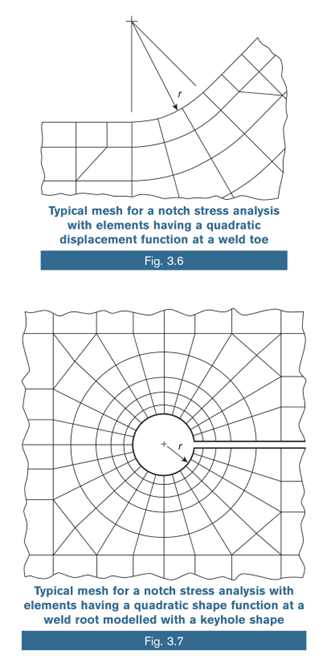 r
Typical mesh for a notch stress analysis
with elements having a quadratic
displacement function at a weld toe
Fig. 3.6
r
Typical mesh for a notch stress analysis with
elements having a quadratic shape function at a
weld root modelled with a keyhole shape
Fig. 3.7